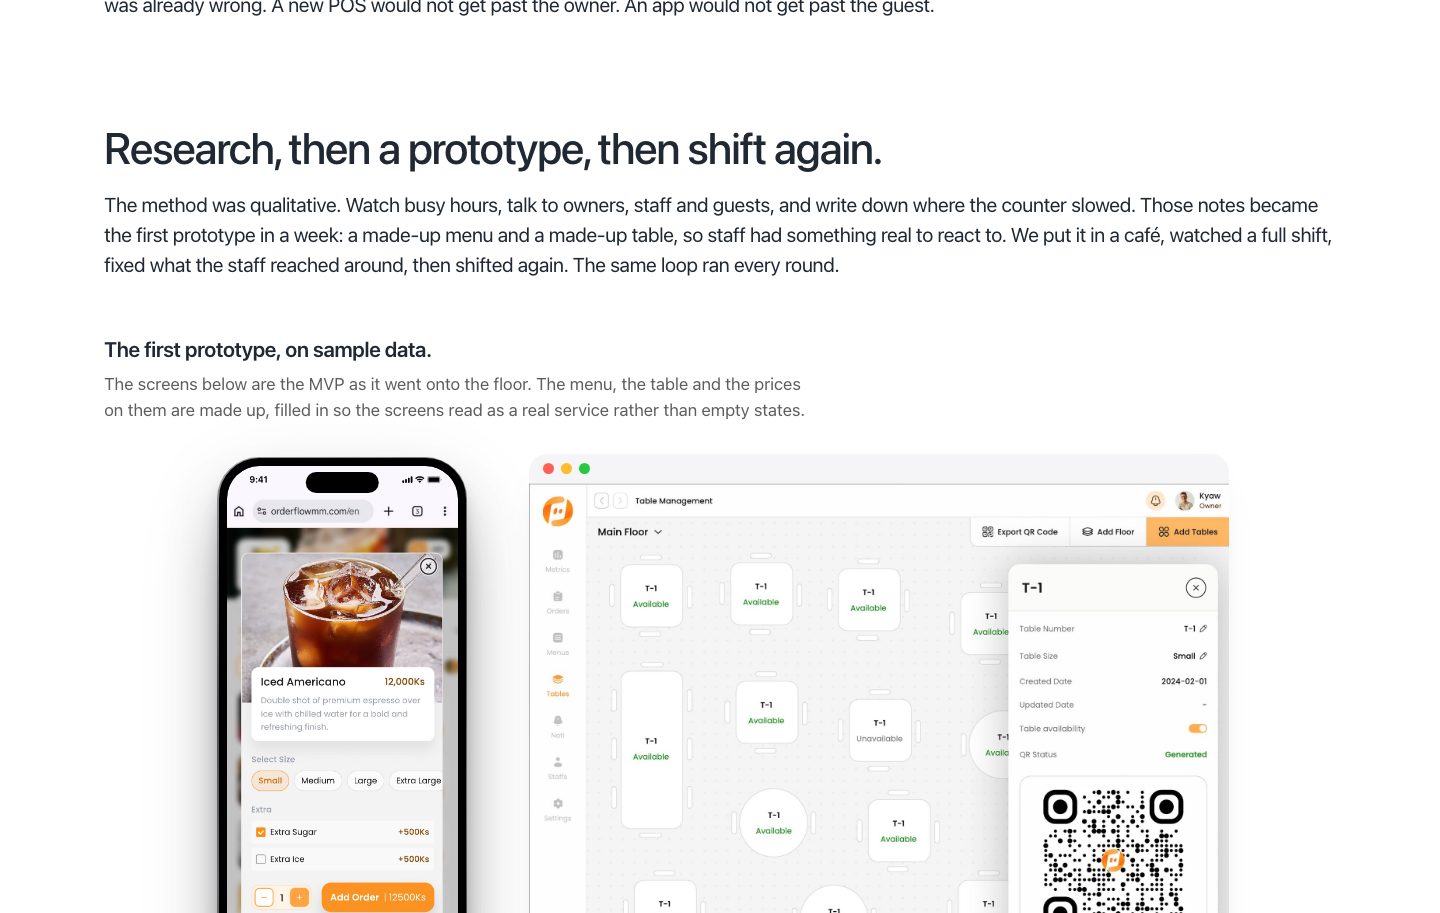 was already wrong. A new POS would not get past the owner. An app would not get past the guest.
Research, then a prototype, then shift again.
The method was qualitative. Watch busy hours, talk to owners, staff and guests, and write down where the counter slowed. Those notes became
the first prototype in a week: a made-up menu and a made-up table, so staff had something real to react to. We put it in a café, watched a full shift,
fixed what the staff reached around, then shifted again. The same loop ran every round.
The first prototype, on sample data.
The screens below are the MVP as it went onto the floor. The menu, the table and the prices
on them are made up, filled in so the screens read as a real service rather than empty states.
9:41
orderflowmm.com/en
Iced Americano 12,000Ks
Double shot of premium espresso over
ice with chilled water for a bold and
refreshing finish.
Select Size
Small Medium Large Extra Large
Extra
Extra Sugar +500Ks
Extra Ice +500Ks
1 Add Order | 12500Ks
Table Management
Kyaw
Owner
Main Floor
Export QR Code Add Floor Add Tables
Metrics
Orders
Menus
Tables
Noti
Staffs
Settings
T-1
Available
T-1
Available
T-1
Available
T-1
Available
T-1
Available
T-1
Available
T-1
Unavailable
T-1
T-1
Available
T-1
Available
T-1
T-1
T-1
T-1
Table Number T-1
Table Size Small
Created Date 2024-02-01
Updated Date -
Table availability
QR Status Generated